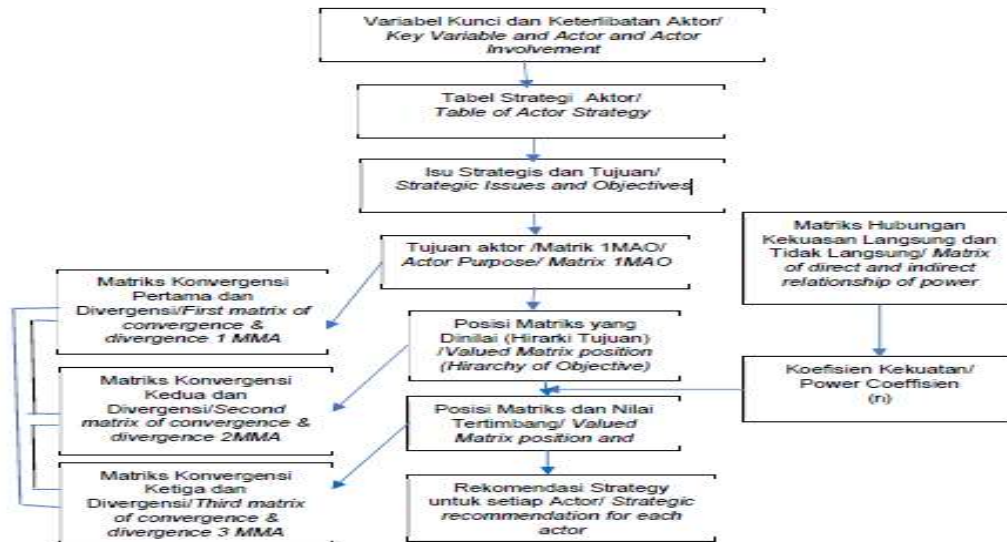 Variabel Kunci dan Keterlibatan Aktor/
Key Variable and Actor and Actor
Involvement
Tabel Strategi Aktor/
Table of Actor Strategy
Isu Strategis dan Tujuan/
Strategic Issues and Objectives
Tujuan aktor /Matrik 1MAO/
Actor Purpose/ Matrix 1MAO
Matriks Hubungan
Kekuasan Langsung dan
Tidak Langsung/ Matrix
of direct and indirect
relationship of power
Matriks Konvergensi
Pertama dan
Divergensi/First matrix of
convergence &
divergence 1 MMA
Posisi Matriks yang
Dinilai (Hirarki Tujuan)
/Valued Matrix position
(Hirarchy of Objective)
Koefisien Kekuatan/
Power Coeffisien
(ri)
Matriks Konvergensi
Kedua dan
Divergensi/Second
matrix of convergence &
divergence 2MMA
Posisi Matriks dan Nilai
Tertimbang/ Valued
Matrix position and
Matriks Konvergensi
Ketiga dan
Divergensi/Third matrix
of convergence &
divergence 3 MMA
Rekomendasi Strategy
untuk setiap Actor/ Strategic
recommendation for each
actor